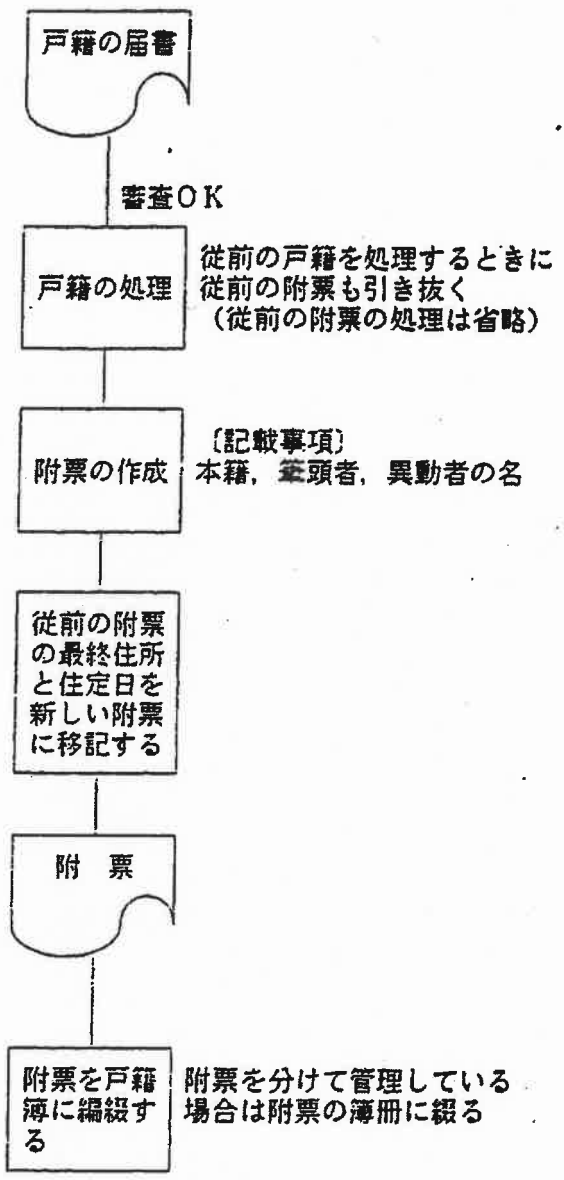 戸籍の届書
審査OK
戸籍の処理
従前の戸籍を処理するときに
従前の附票も引き抜く
(従前の附票の処理は省略)
附票の作成
〔記載事項〕
本籍，筆頭者，異動者の名
従前の附票
の最終住所
と住定日を
新しい附票
に移記する
附 票
附票を戸籍
簿に編綴す
る
附票を分けて管理している
場合は附票の簿冊に綴る